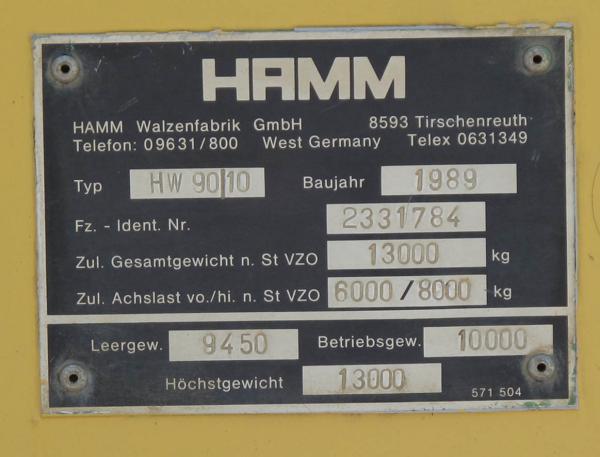 HAMM
HAMM Walzenfabrik GmbH 8593 Tirschenreuth
Telefon: 09631/800 West Germany Telex 0631349
Typ HW 90|10 Baujahr 1989
Fz. - Ident. Nr. 2331784
Zul. Gesamtgewicht n. St VZO 13000 kg
Zul. Achslast vo./hi. n. St VZO 6000/8000 kg
Leergew. 9450 Betriebsgew. 10000
Höchstgewicht 13000 571 504